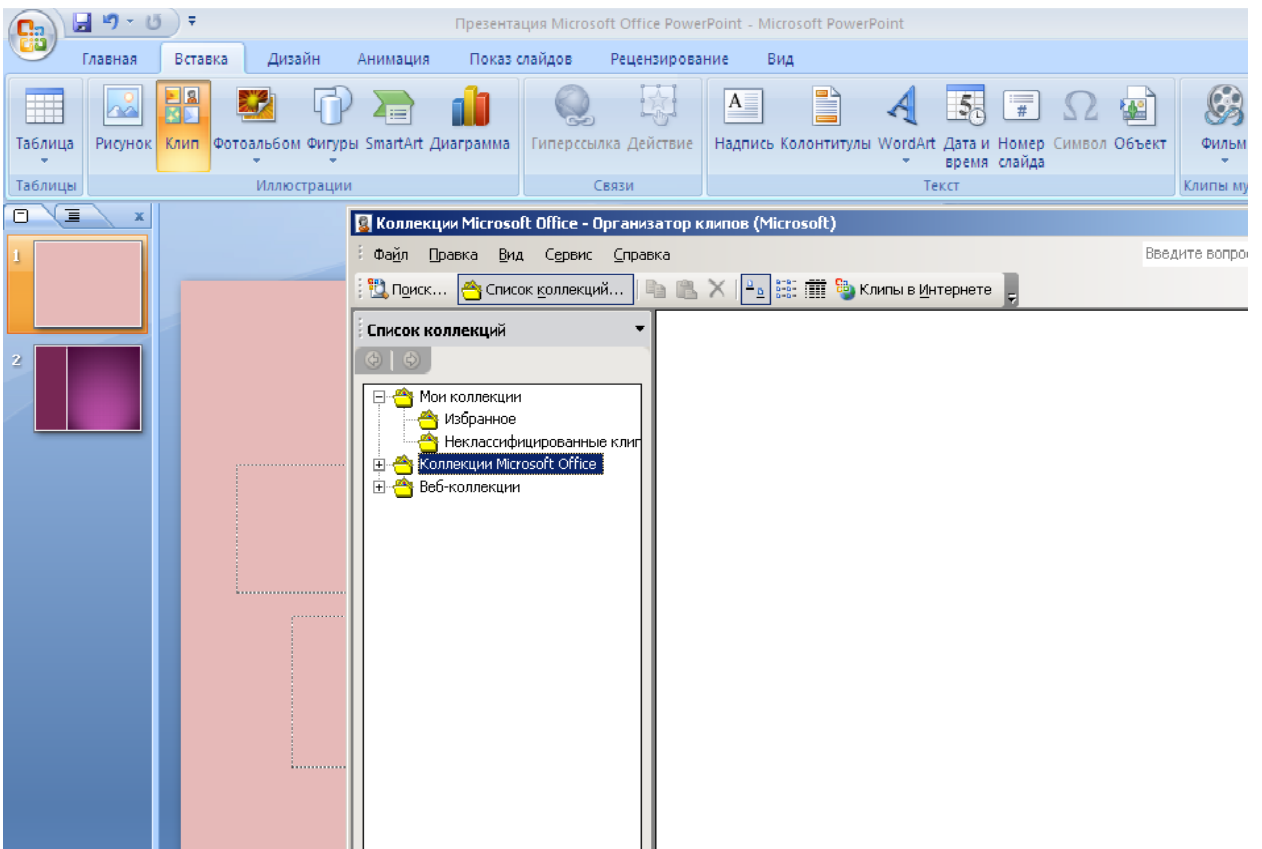 Презентация Microsoft Office PowerPoint - Microsoft PowerPoint
Главная Вставка Дизайн Анимация Показ слайдов Рецензирование Вид
Таблица Рисунок Клип Фотоальбом Фигуры SmartArt Диаграмма Гиперссылка Действие Надпись Колонтитулы WordArt Дата и время Номер слайда Символ Объект Фильм
Таблицы Иллюстрации Связи Текст Клипы му
1
2
Коллекции Microsoft Office - Организатор клипов (Microsoft)
Файл Правка Вид Сервис Справка Введите вопро
Поиск... Список коллекций... Клипы в Интернете
Список коллекций
Мои коллекции
Избранное
Неклассифицированные клип
Коллекции Microsoft Office
Веб-коллекции